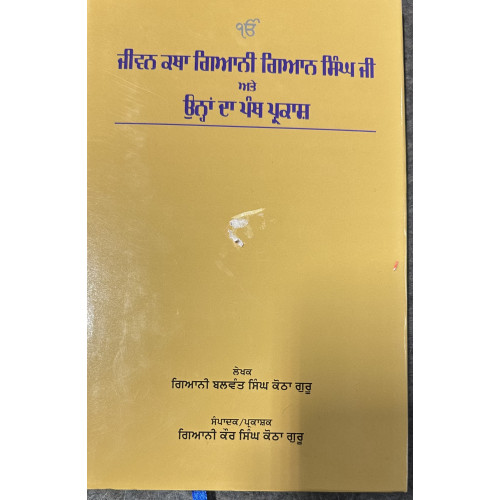 ੴ
ਜੀਵਨ ਕਥਾ ਗਿਆਨੀ ਗਿਆਨ ਸਿੰਘ ਜੀ
ਅਤੇ
ਉਨ੍ਹਾਂ ਦਾ ਪੰਥ ਪ੍ਰਕਾਸ਼
ਲੇਖਕ
ਗਿਆਨੀ ਬਲਵੰਤ ਸਿੰਘ ਕੋਠਾ ਗੁਰੂ
ਸੰਪਾਦਕ/ਪ੍ਰਕਾਸ਼ਕ
ਗਿਆਨੀ ਕੌਰ ਸਿੰਘ ਕੋਠਾ ਗੁਰੂ